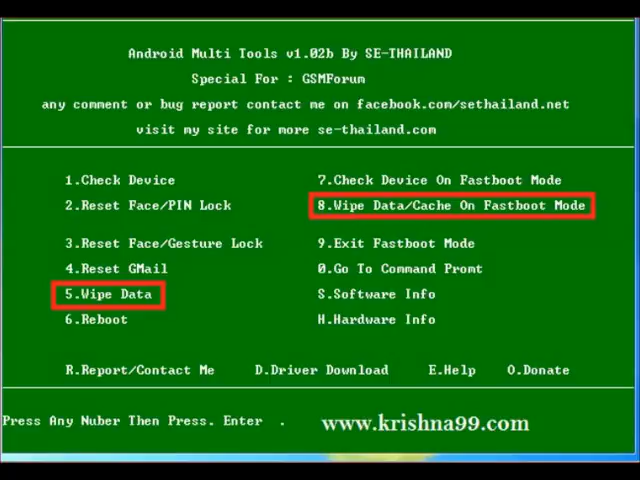 Android Multi Tools v1.02b By SE-THAILAND
Special For : GSMForum
any comment or bug report contact me on facebook.com/sethailand.net
visit my site for more se-thailand.com
1.Check Device
7.Check Device On Fastboot Mode
2.Reset Face/PIN Lock
8.Wipe Data/Cache On Fastboot Mode
3.Reset Face/Gesture Lock
9.Exit Fastboot Mode
4.Reset GMail
0.Go To Command Promt
5.Wipe Data
S.Software Info
6.Reboot
H.Hardware Info
R.Report/Contact Me D.Driver Download E.Help O.Donate
Press Any Nuber Then Press. Enter .
www.krishna99.com